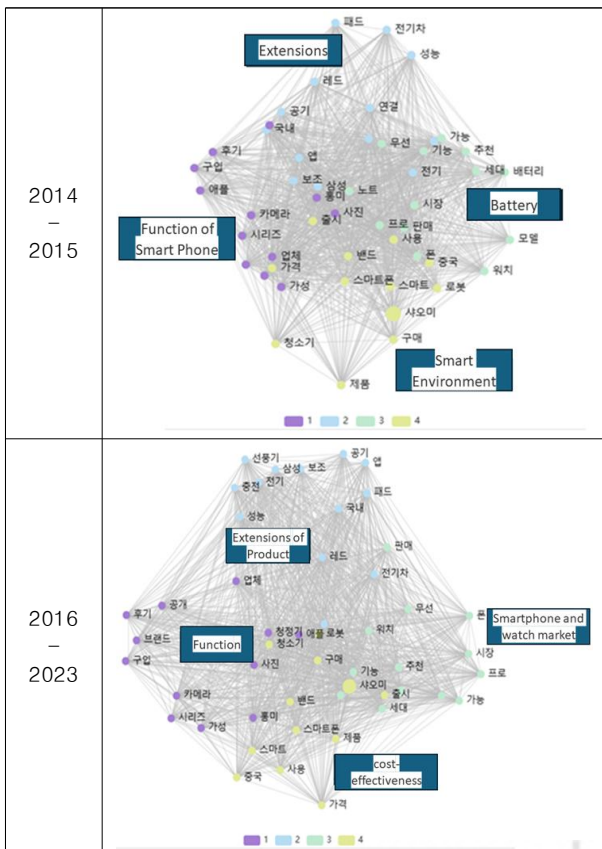 2014
–
2015
패드
전기차
Extensions
성능
레드
공기
연결
국내
무선
가능
후기
앱
기능
추천
구입
전기
세대
배터리
보조
삼성
노트
애플
홍미
Battery
카메라
출시
사진
시장
Function of
Smart Phone
시리즈
프로
판매
사용
모델
업체
밴드
폰
가격
중국
워치
가성
스마트폰
스마트
로봇
샤오미
청소기
구매
Smart
Environment
제품
1 2 3 4
2016
–
2023
선풍기
공기
삼성
보조
앱
충전
전기
패드
성능
국내
Extensions of
Product
판매
레드
업체
전기차
공개
후기
무선
폰
Smartphone and
watch market
브랜드
Function
청정기
애플
로봇
워치
청소기
시장
구입
사진
구매
기능
추천
프로
카메라
샤오미
출시
가능
밴드
세대
시리즈
가성
홍미
스마트폰
제품
스마트
중국
사용
cost-
effectiveness
가격
1 2 3 4